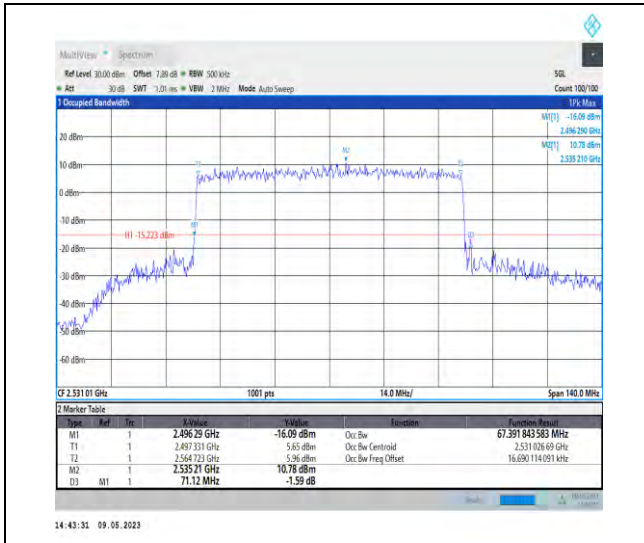 MultiView Spectrum
Ref Level 30.00 dBm Offset 7.89 dB RBW 500 kHz SGL
Att 30 dB SWT 1.01 ms VBW 2 MHz Mode Auto Sweep Count 100/100
1 Occupied Bandwidth 1Pk Max
M1[1] -16.09 dBm
2.496 290 GHz
M2[1] 10.78 dBm
2.535 210 GHz
M2
T1
T2
20 dBm
10 dBm
0 dBm
-10 dBm
M1
H1 -15.223 dBm
D3
-20 dBm
-30 dBm
-40 dBm
-50 dBm
-60 dBm
CF 2.531 01 GHz 1001 pts 14.0 MHz/ Span 140.0 MHz
2 Marker Table
Type Ref Trc X-Value Y-Value Function Function Result
M1 1 2.496 29 GHz -16.09 dBm Occ Bw 67.391 843 583 MHz
T1 1 2.497 331 GHz 5.65 dBm Occ Bw Centroid 2.531 026 69 GHz
T2 1 2.564 723 GHz 5.96 dBm Occ Bw Freq Offset 16.690 114 091 kHz
M2 1 2.535 21 GHz 10.78 dBm
D3 M1 1 71.12 MHz -1.59 dB
14:43:31 09.05.2023